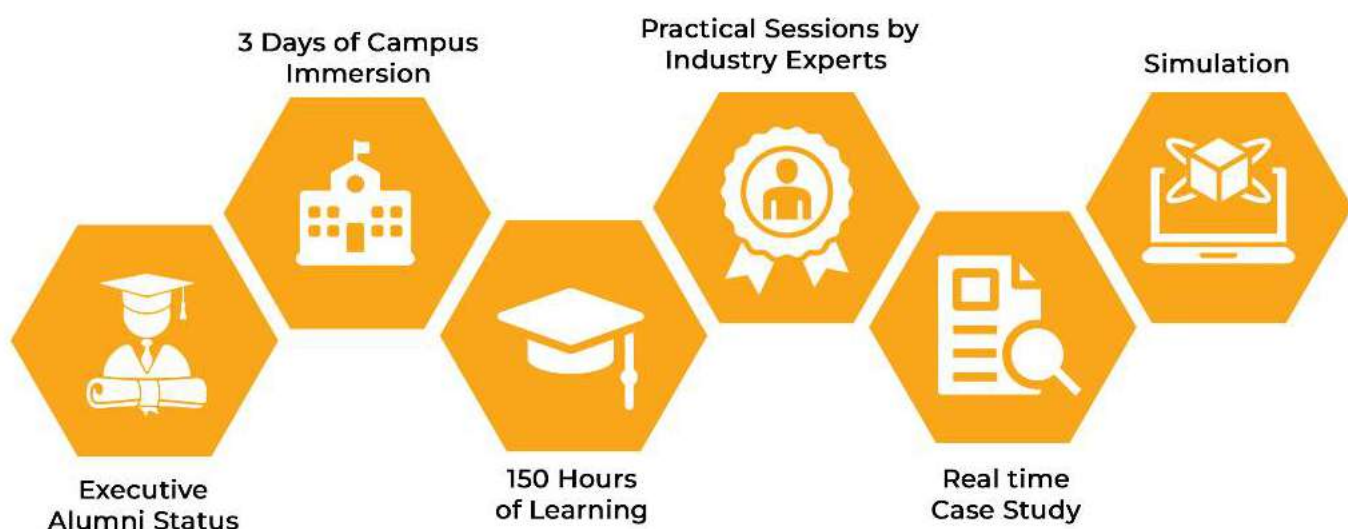 3 Days of Campus
Immersion
Practical Sessions by
Industry Experts
Simulation
Executive
Alumni Status
150 Hours
of Learning
Real time
Case Study